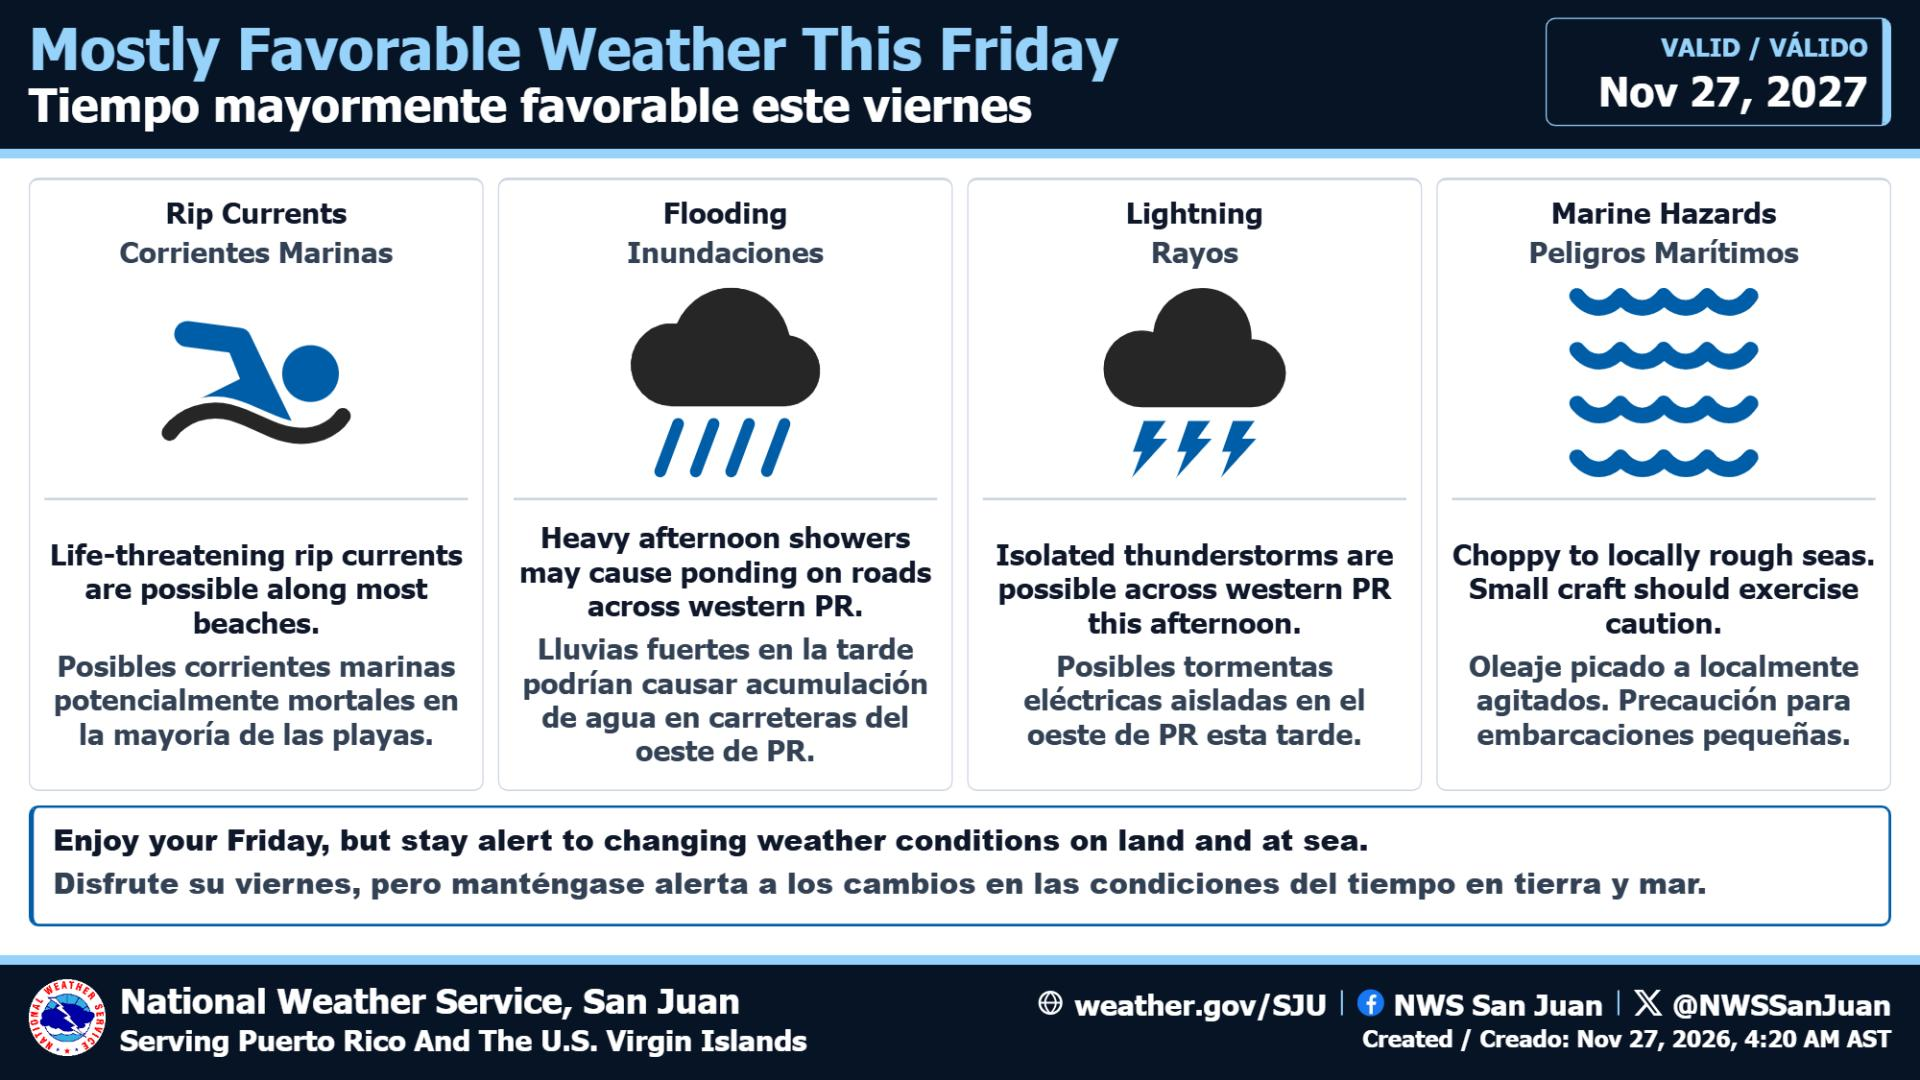 Mostly Favorable Weather This Friday
Tiempo mayormente favorable este viernes
VALID / VÁLIDO
Nov 27, 2027
Rip Currents
Corrientes Marinas
Life-threatening rip currents
are possible along most
beaches.
Posibles corrientes marinas
potencialmente mortales en
la mayoría de las playas.
Flooding
Inundaciones
Heavy afternoon showers
may cause ponding on roads
across western PR.
Lluvias fuertes en la tarde
podrían causar acumulación
de agua en carreteras del
oeste de PR.
Lightning
Rayos
Isolated thunderstorms are
possible across western PR
this afternoon.
Posibles tormentas
eléctricas aisladas en el
oeste de PR esta tarde.
Marine Hazards
Peligros Marítimos
Choppy to locally rough seas.
Small craft should exercise
caution.
Oleaje picado a localmente
agitados. Precaución para
embarcaciones pequeñas.
Enjoy your Friday, but stay alert to changing weather conditions on land and at sea.
Disfrute su viernes, pero manténgase alerta a los cambios en las condiciones del tiempo en tierra y mar.
NATIONAL WEATHER SERVICE
National Weather Service, San Juan
Serving Puerto Rico And The U.S. Virgin Islands
weather.gov/SJU | NWS San Juan | @NWSSanJuan
Created / Creado: Nov 27, 2026, 4:20 AM AST